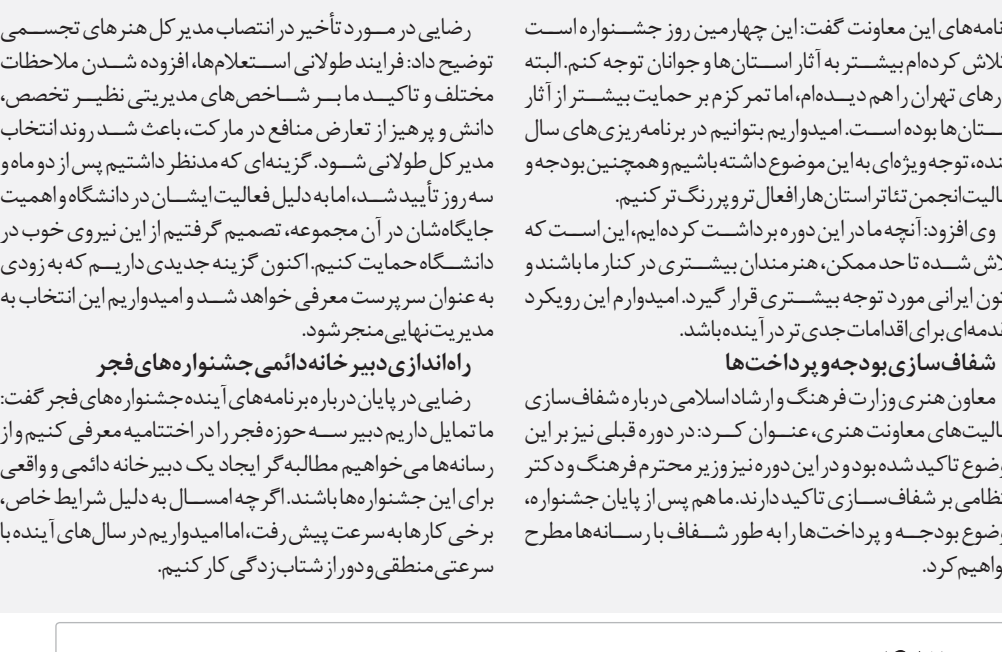 نامه‌های این معاونت گفت: این چهارمین روز جشنواره است
تلاش کرده‌ام بیشتر به آثار استان‌ها و جوانان توجه کنم. البته
رهای تهران را هم دیده‌ام، اما تمرکزم بر حمایت بیشتر از آثار
ستان‌ها بوده است. امیدواریم بتوانیم در برنامه‌ریزی‌های سال
نده، توجه ویژه‌ای به این موضوع داشته باشیم و همچنین بودجه و
الیت انجمن تئاتر استان‌ها را فعال‌تر و پررنگ‌تر کنیم.
وی افزود: آنچه ما در این دوره برداشت کرده‌ایم، این است که
لاش شده تا حد ممکن، هنرمندان بیشتری در کنار ما باشند و
نون ایرانی مورد توجه بیشتری قرار گیرد. امیدوارم این رویکرد
دمه‌ای برای اقدامات جدی‌تر در آینده باشد.
شفاف‌سازی بودجه و پرداخت‌ها
معاون هنری وزارت فرهنگ و ارشاد اسلامی درباره شفاف‌سازی
الیت‌های معاونت هنری، عنوان کرد: در دوره قبلی نیز بر این
وضوع تاکید شده بود و در این دوره نیز وزیر محترم فرهنگ و دکتر
نظامی بر شفاف‌سازی تاکید دارند. ما هم پس از پایان جشنواره،
وضوع بودجه و پرداخت‌ها را به طور شفاف با رسانه‌ها مطرح
واهیم کرد.
رضایی در مورد تأخیر در انتصاب مدیر کل هنرهای تجسمی
توضیح داد: فرایند طولانی استعلام‌ها، افزوده شدن ملاحظات
مختلف و تاکید ما بر شاخص‌های مدیریتی نظیر تخصص،
دانش و پرهیز از تعارض منافع در مارکت، باعث شد روند انتخاب
مدیر کل طولانی شود. گزینه‌ای که مدنظر داشتیم پس از دو ماه و
سه روز تأیید شد، اما به دلیل فعالیت ایشان در دانشگاه و اهمیت
جایگاه‌شان در آن مجموعه، تصمیم گرفتیم از این نیروی خوب در
دانشگاه حمایت کنیم. اکنون گزینه جدیدی داریم که به زودی
به عنوان سرپرست معرفی خواهد شد و امیدواریم این انتخاب به
مدیریت نهایی منجر شود.
راه‌اندازی دبیرخانه دائمی جشنواره‌های فجر
رضایی در پایان درباره برنامه‌های آینده جشنواره‌های فجر گفت:
ما تمایل داریم دبیر سه حوزه فجر را در اختتامیه معرفی کنیم و از
رسانه‌ها می‌خواهیم مطالبه‌گر ایجاد یک دبیرخانه دائمی و واقعی
برای این جشنواره‌ها باشند. اگرچه امسال به دلیل شرایط خاص،
برخی کارها به سرعت پیش رفت، اما امیدواریم در سال‌های آینده با
سرعتی منطقی و دور از شتاب‌زدگی کار کنیم.